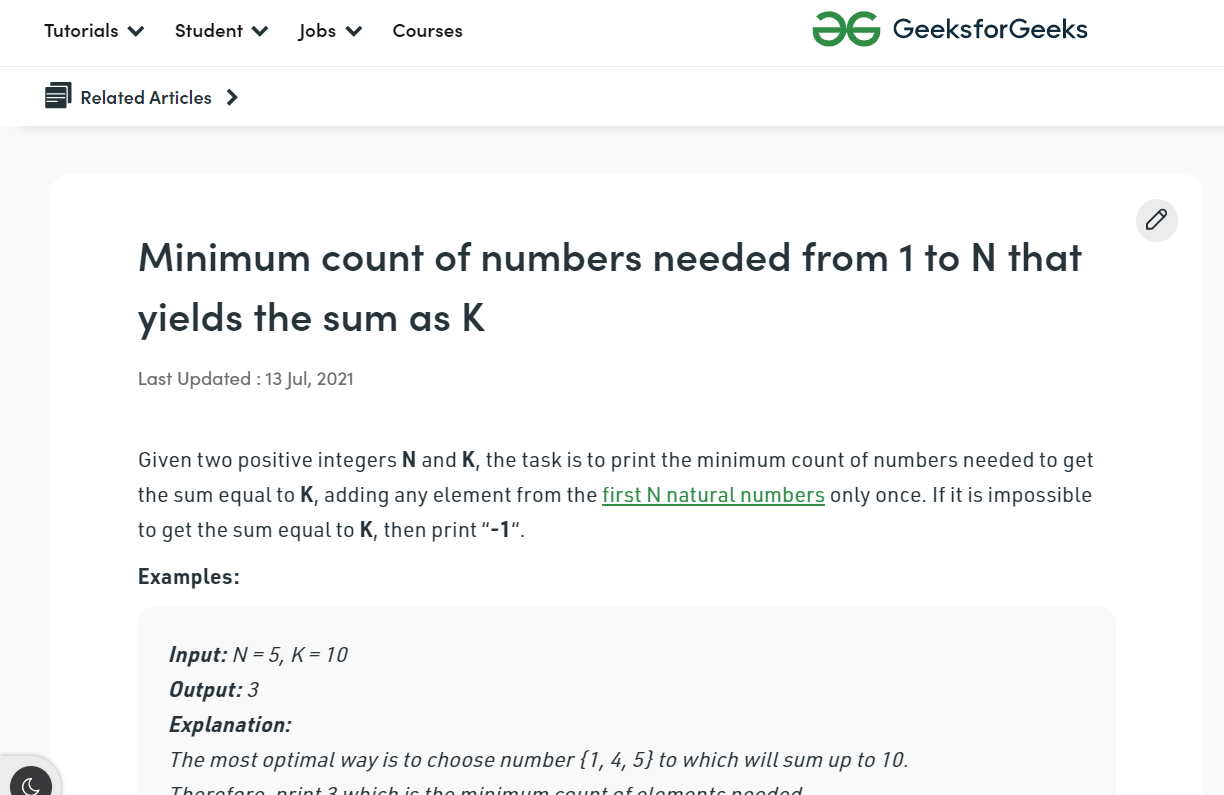 Tutorials Student Jobs Courses GeeksforGeeks
Related Articles
Minimum count of numbers needed from 1 to N that
yields the sum as K
Last Updated : 13 Jul, 2021
Given two positive integers N and K, the task is to print the minimum count of numbers needed to get
the sum equal to K, adding any element from the first N natural numbers only once. If it is impossible
to get the sum equal to K, then print “-1“.
Examples:
Input: N = 5, K = 10
Output: 3
Explanation:
The most optimal way is to choose number {1, 4, 5} to which will sum up to 10.
Therefore, print 3 which is the minimum count of elements needed.